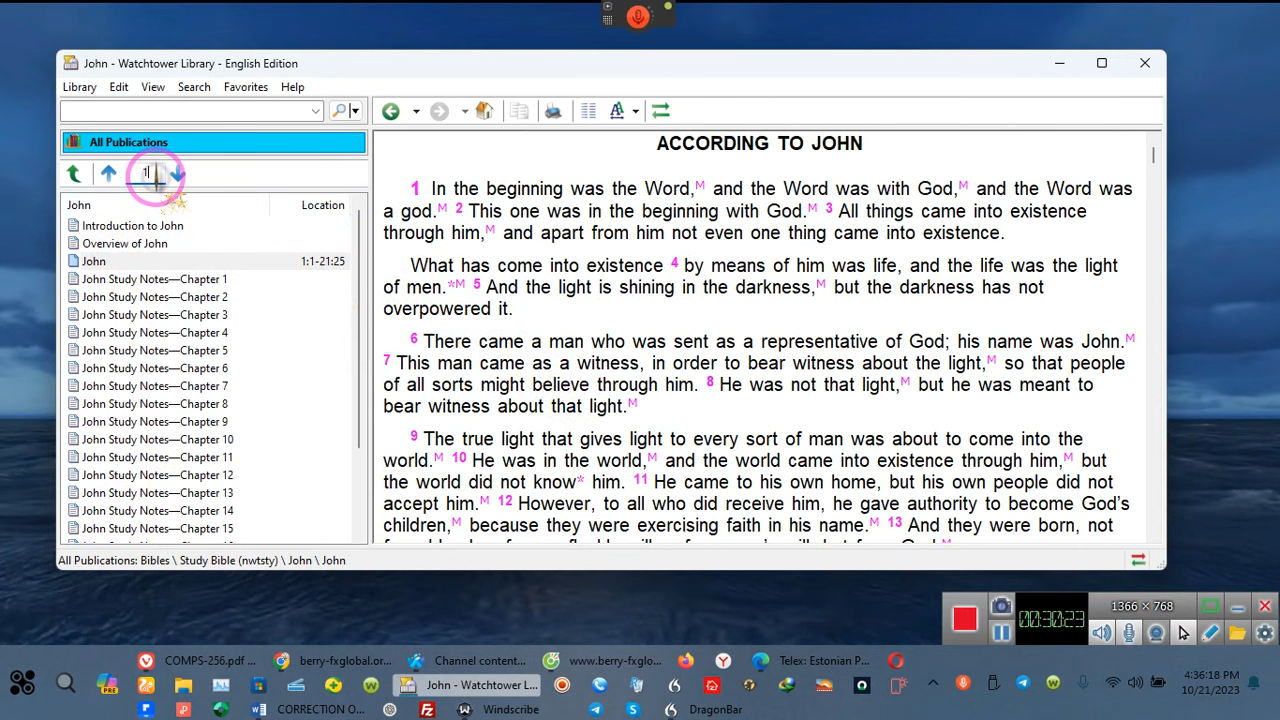 John - Watchtower Library - English Edition
Library Edit View Search Favorites Help
All Publications
1
John Location
Introduction to John
Overview of John
John 1:1-21:25
John Study Notes—Chapter 1
John Study Notes—Chapter 2
John Study Notes—Chapter 3
John Study Notes—Chapter 4
John Study Notes—Chapter 5
John Study Notes—Chapter 6
John Study Notes—Chapter 7
John Study Notes—Chapter 8
John Study Notes—Chapter 9
John Study Notes—Chapter 10
John Study Notes—Chapter 11
John Study Notes—Chapter 12
John Study Notes—Chapter 13
John Study Notes—Chapter 14
John Study Notes—Chapter 15
ACCORDING TO JOHN
1 In the beginning was the Word,M and the Word was with God,M and the Word was
a god.M 2 This one was in the beginning with God.M 3 All things came into existence
through him,M and apart from him not even one thing came into existence.
What has come into existence 4 by means of him was life, and the life was the light
of men.*M 5 And the light is shining in the darkness,M but the darkness has not
overpowered it.
6 There came a man who was sent as a representative of God; his name was John.M
7 This man came as a witness, in order to bear witness about the light,M so that people
of all sorts might believe through him. 8 He was not that light,M but he was meant to
bear witness about that light.M
9 The true light that gives light to every sort of man was about to come into the
world.M 10 He was in the world,M and the world came into existence through him,M but
the world did not know* him. 11 He came to his own home, but his own people did not
accept him.M 12 However, to all who did receive him, he gave authority to become God's
children,M because they were exercising faith in his name.M 13 And they were born, not
All Publications: Bibles \ Study Bible (nwtsty) \ John \ John
1366 × 768
00:30:23
COMPS-256.pdf ... berry-fxglobal.or... Channel content... www.berry-fxglo... Telex: Estonian P...
John - Watchtower L...
CORRECTION O... Windscribe DragonBar
4:36:18 PM
10/21/2023